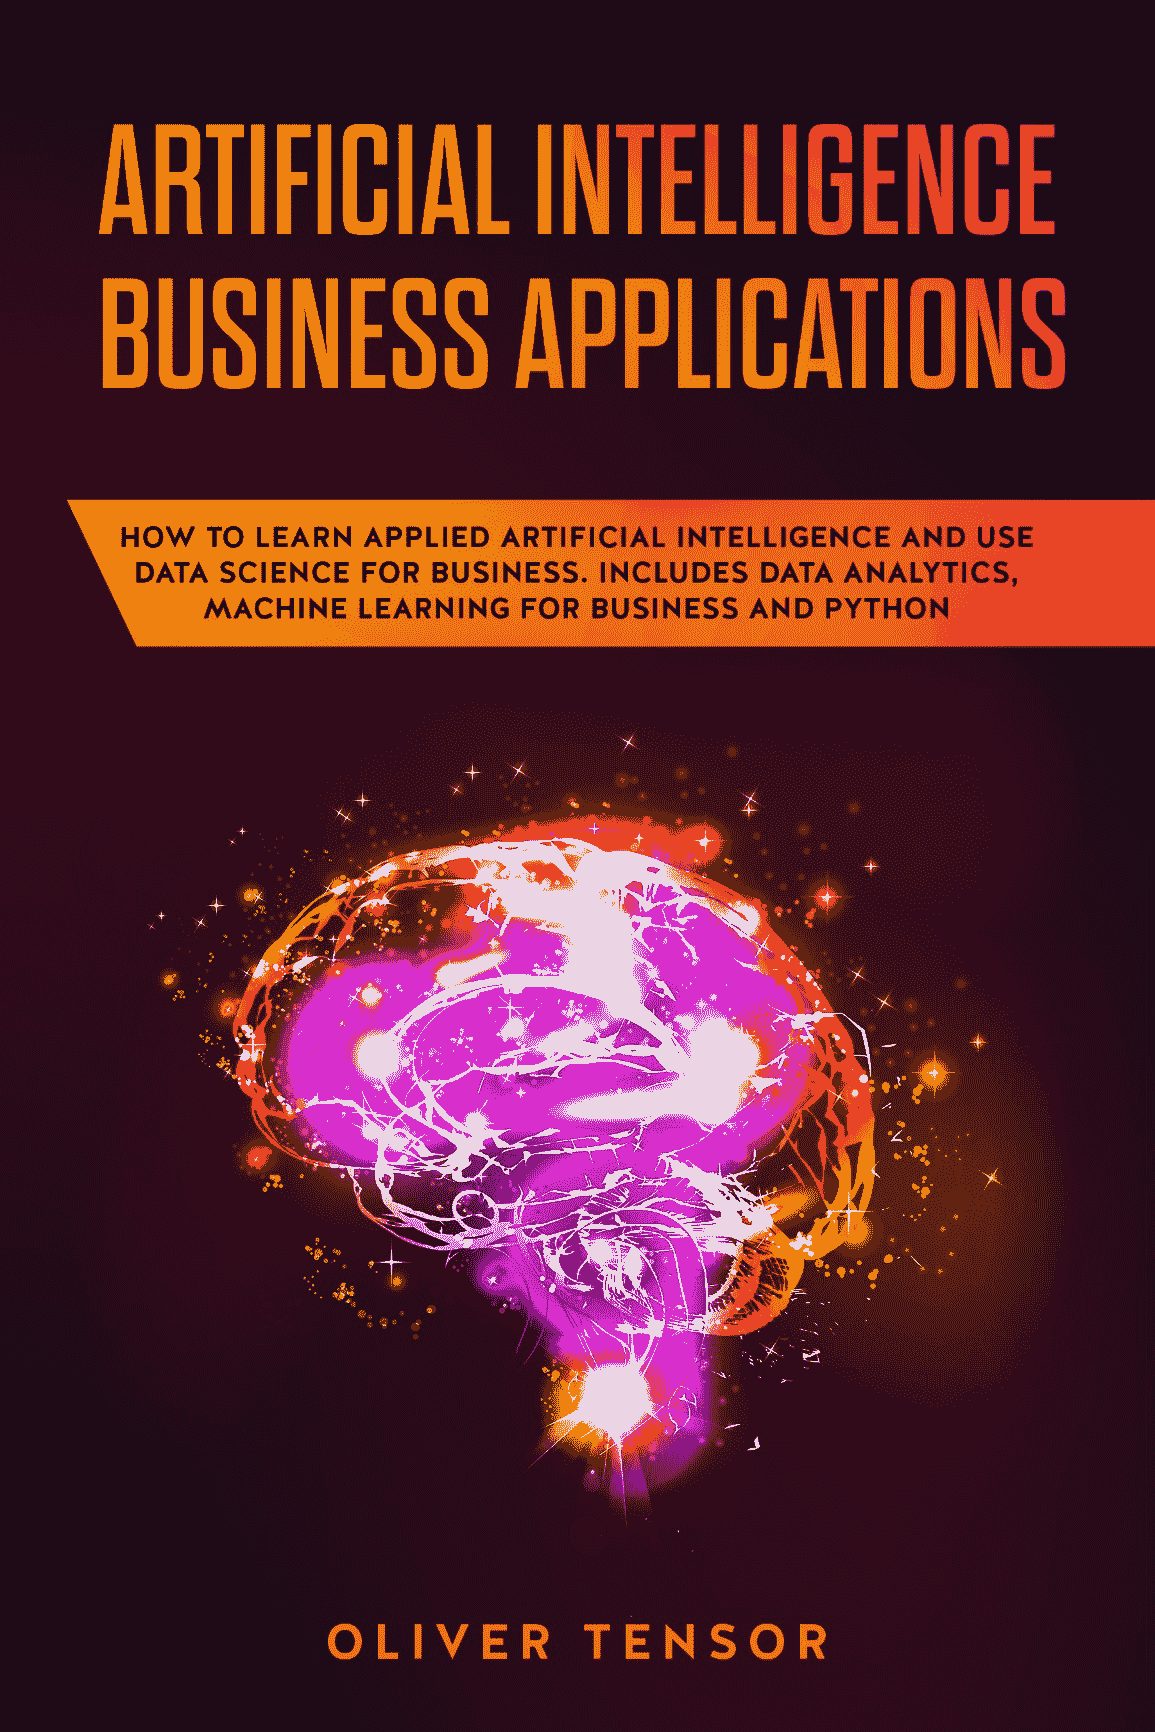 ARTIFICIAL INTELLIGENCE
BUSINESS APPLICATIONS
HOW TO LEARN APPLIED ARTIFICIAL INTELLIGENCE AND USE
DATA SCIENCE FOR BUSINESS. INCLUDES DATA ANALYTICS,
MACHINE LEARNING FOR BUSINESS AND PYTHON
OLIVER TENSOR